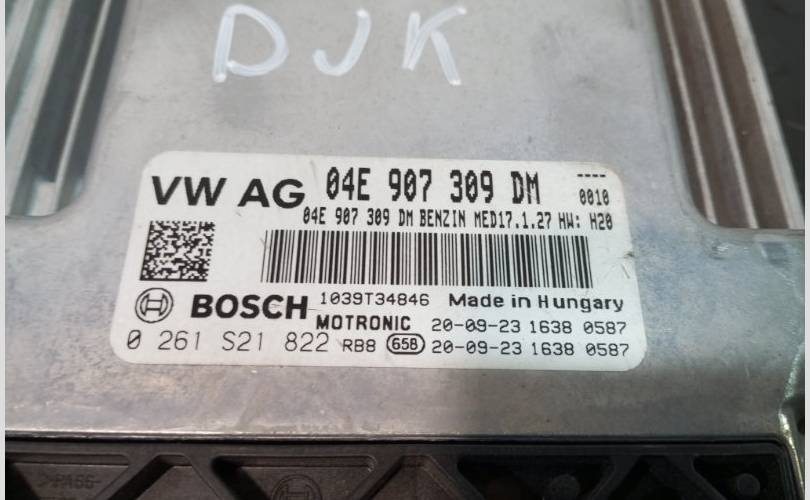 DJK
VW AG 04E 907 309 DM ----
0010
04E 907 309 DM BENZIN MED17.1.27 HW: H20
BOSCH 1039T34846 Made in Hungary
MOTRONIC 20-09-23 1638 0587
0 261 S21 822 RB8 658 20-09-23 1638 0587
>PA66-